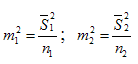 m₁² = S̅₁² / n₁ ; m₂² = S̅₂² / n₂